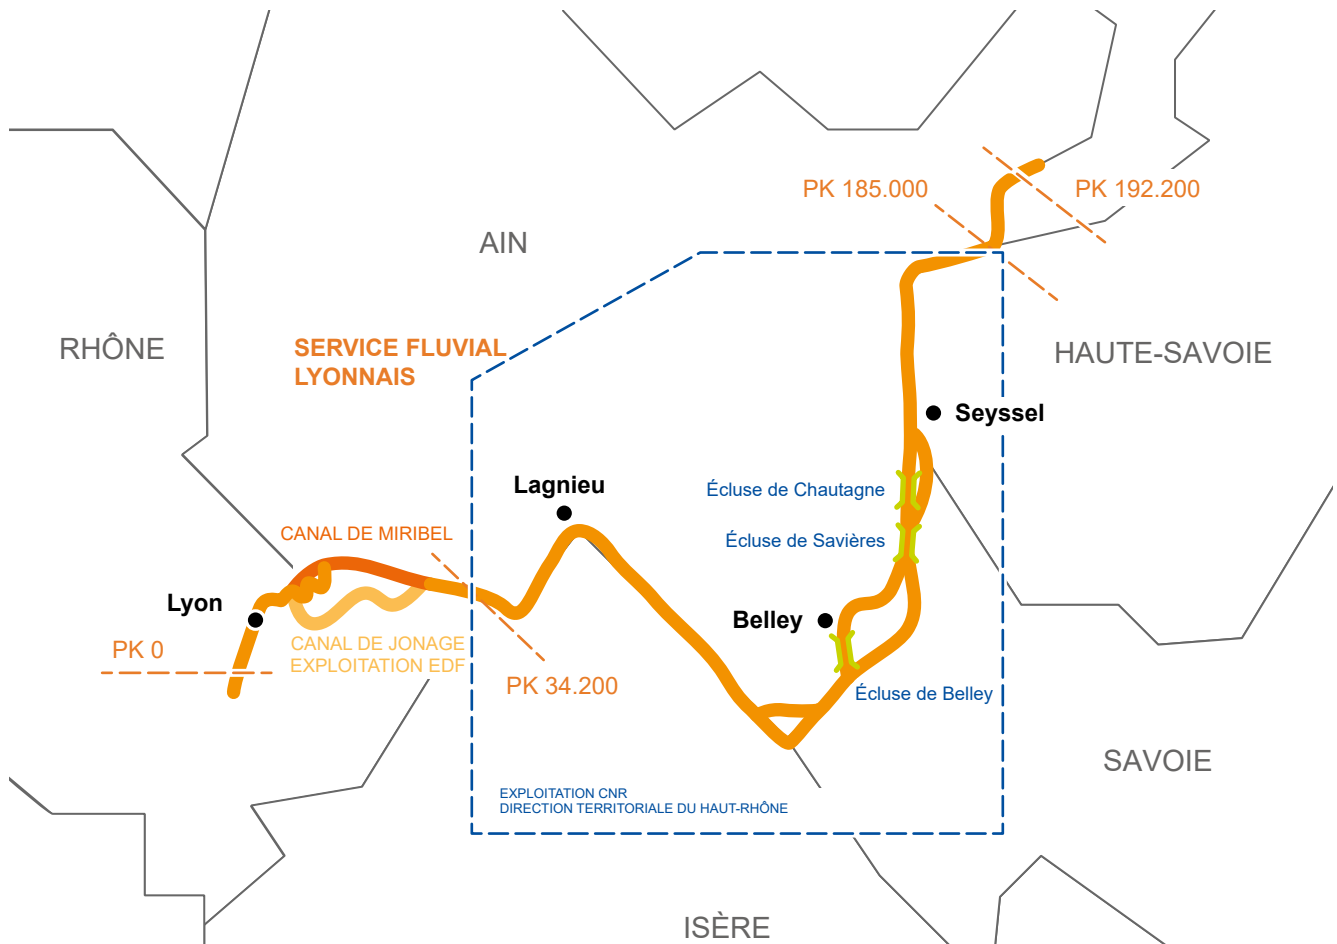 PK 185.000
PK 192.200
AIN
RHÔNE
SERVICE FLUVIAL
LYONNAIS
HAUTE-SAVOIE
Seyssel
Lagnieu
Écluse de Chautagne
CANAL DE MIRIBEL
Écluse de Savières
Lyon
Belley
CANAL DE JONAGE
EXPLOITATION EDF
PK 0
PK 34.200
Écluse de Belley
SAVOIE
EXPLOITATION CNR
DIRECTION TERRITORIALE DU HAUT-RHÔNE
ISÈRE